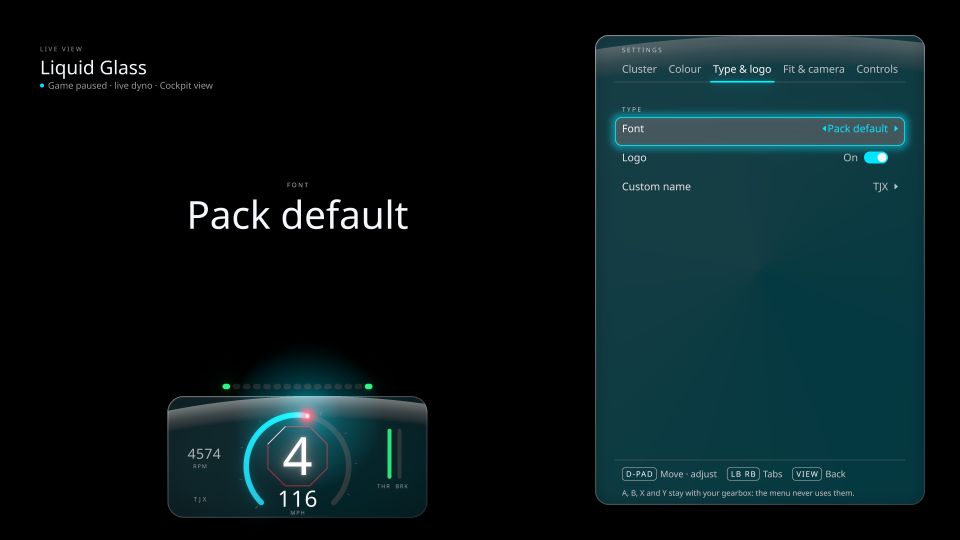 LIVE VIEW
Liquid Glass
Game paused · live dyno · Cockpit view
FONT
Pack default
4574
RPM
TJX
4
116
MPH
THR BRK
SETTINGS
Cluster Colour Type & logo Fit & camera Controls
TYPE
Font Pack default
Logo On
Custom name TJX
D-PAD Move · adjust LB RB Tabs VIEW Back
A, B, X and Y stay with your gearbox: the menu never uses them.